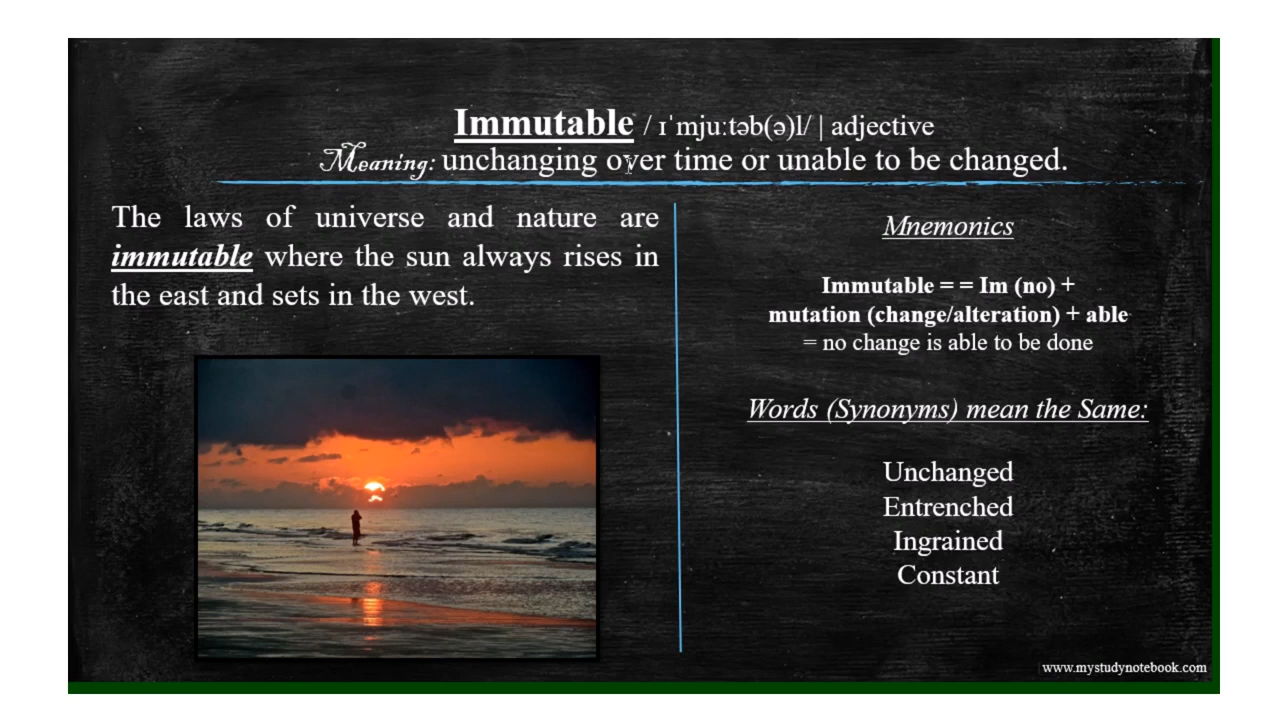 Immutable / ɪˈmjuːtəb(ə)l/ | adjective
Meaning: unchanging over time or unable to be changed.
The laws of universe and nature are
immutable where the sun always rises in
the east and sets in the west.
Mnemonics
Immutable = = Im (no) +
mutation (change/alteration) + able
= no change is able to be done
Words (Synonyms) mean the Same:
Unchanged
Entrenched
Ingrained
Constant
www.mystudynotebook.com